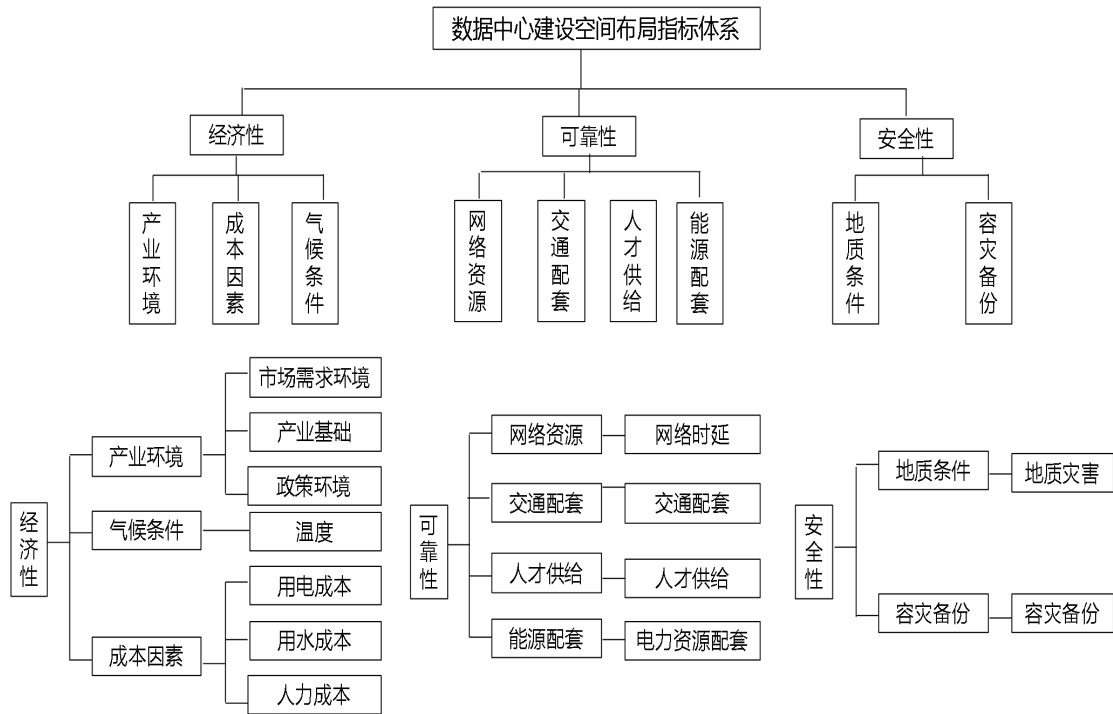 数据中心建设空间布局指标体系
经济性
可靠性
安全性
产业环境
成本因素
气候条件
网络资源
交通配套
人才供给
能源配套
地质条件
容灾备份
经济性
产业环境
市场需求环境
产业基础
政策环境
气候条件
温度
成本因素
用电成本
用水成本
人力成本
可靠性
网络资源
网络时延
交通配套
交通配套
人才供给
人才供给
能源配套
电力资源配套
安全性
地质条件
地质灾害
容灾备份
容灾备份